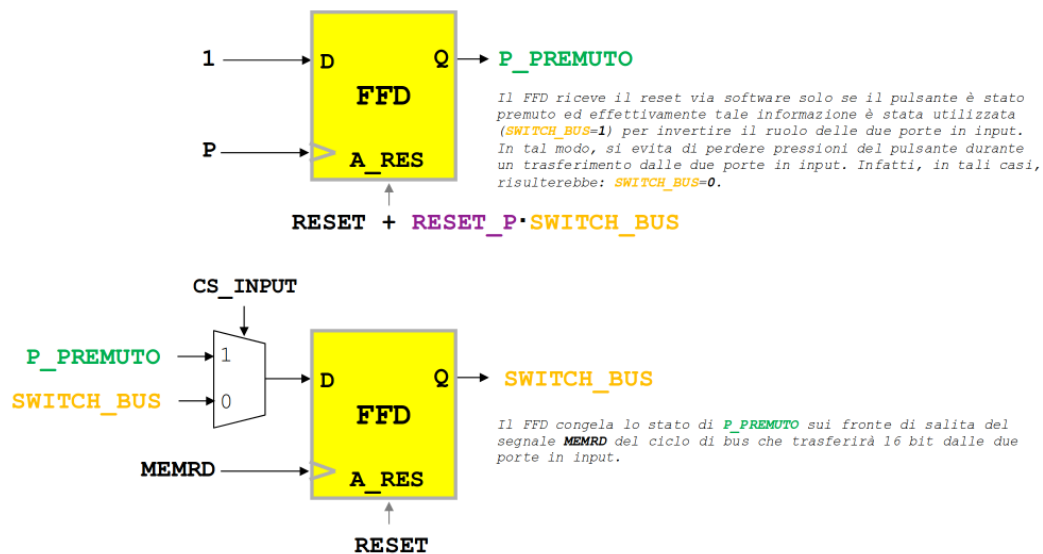 1
D
Q
P_PREMUTO
FFD
P
A_RES
RESET + RESET_P·SWITCH_BUS
Il FFD riceve il reset via software solo se il pulsante è stato
premuto ed effettivamente tale informazione è stata utilizzata
(SWITCH_BUS=1) per invertire il ruolo delle due porte in input.
In tal modo, si evita di perdere pressioni del pulsante durante
un trasferimento dalle due porte in input. Infatti, in tali casi,
risulterebbe: SWITCH_BUS=0.
CS_INPUT
P_PREMUTO
1
SWITCH_BUS
0
D
Q
SWITCH_BUS
FFD
MEMRD
A_RES
RESET
Il FFD congela lo stato di P_PREMUTO sui fronte di salita del
segnale MEMRD del ciclo di bus che trasferirà 16 bit dalle due
porte in input.